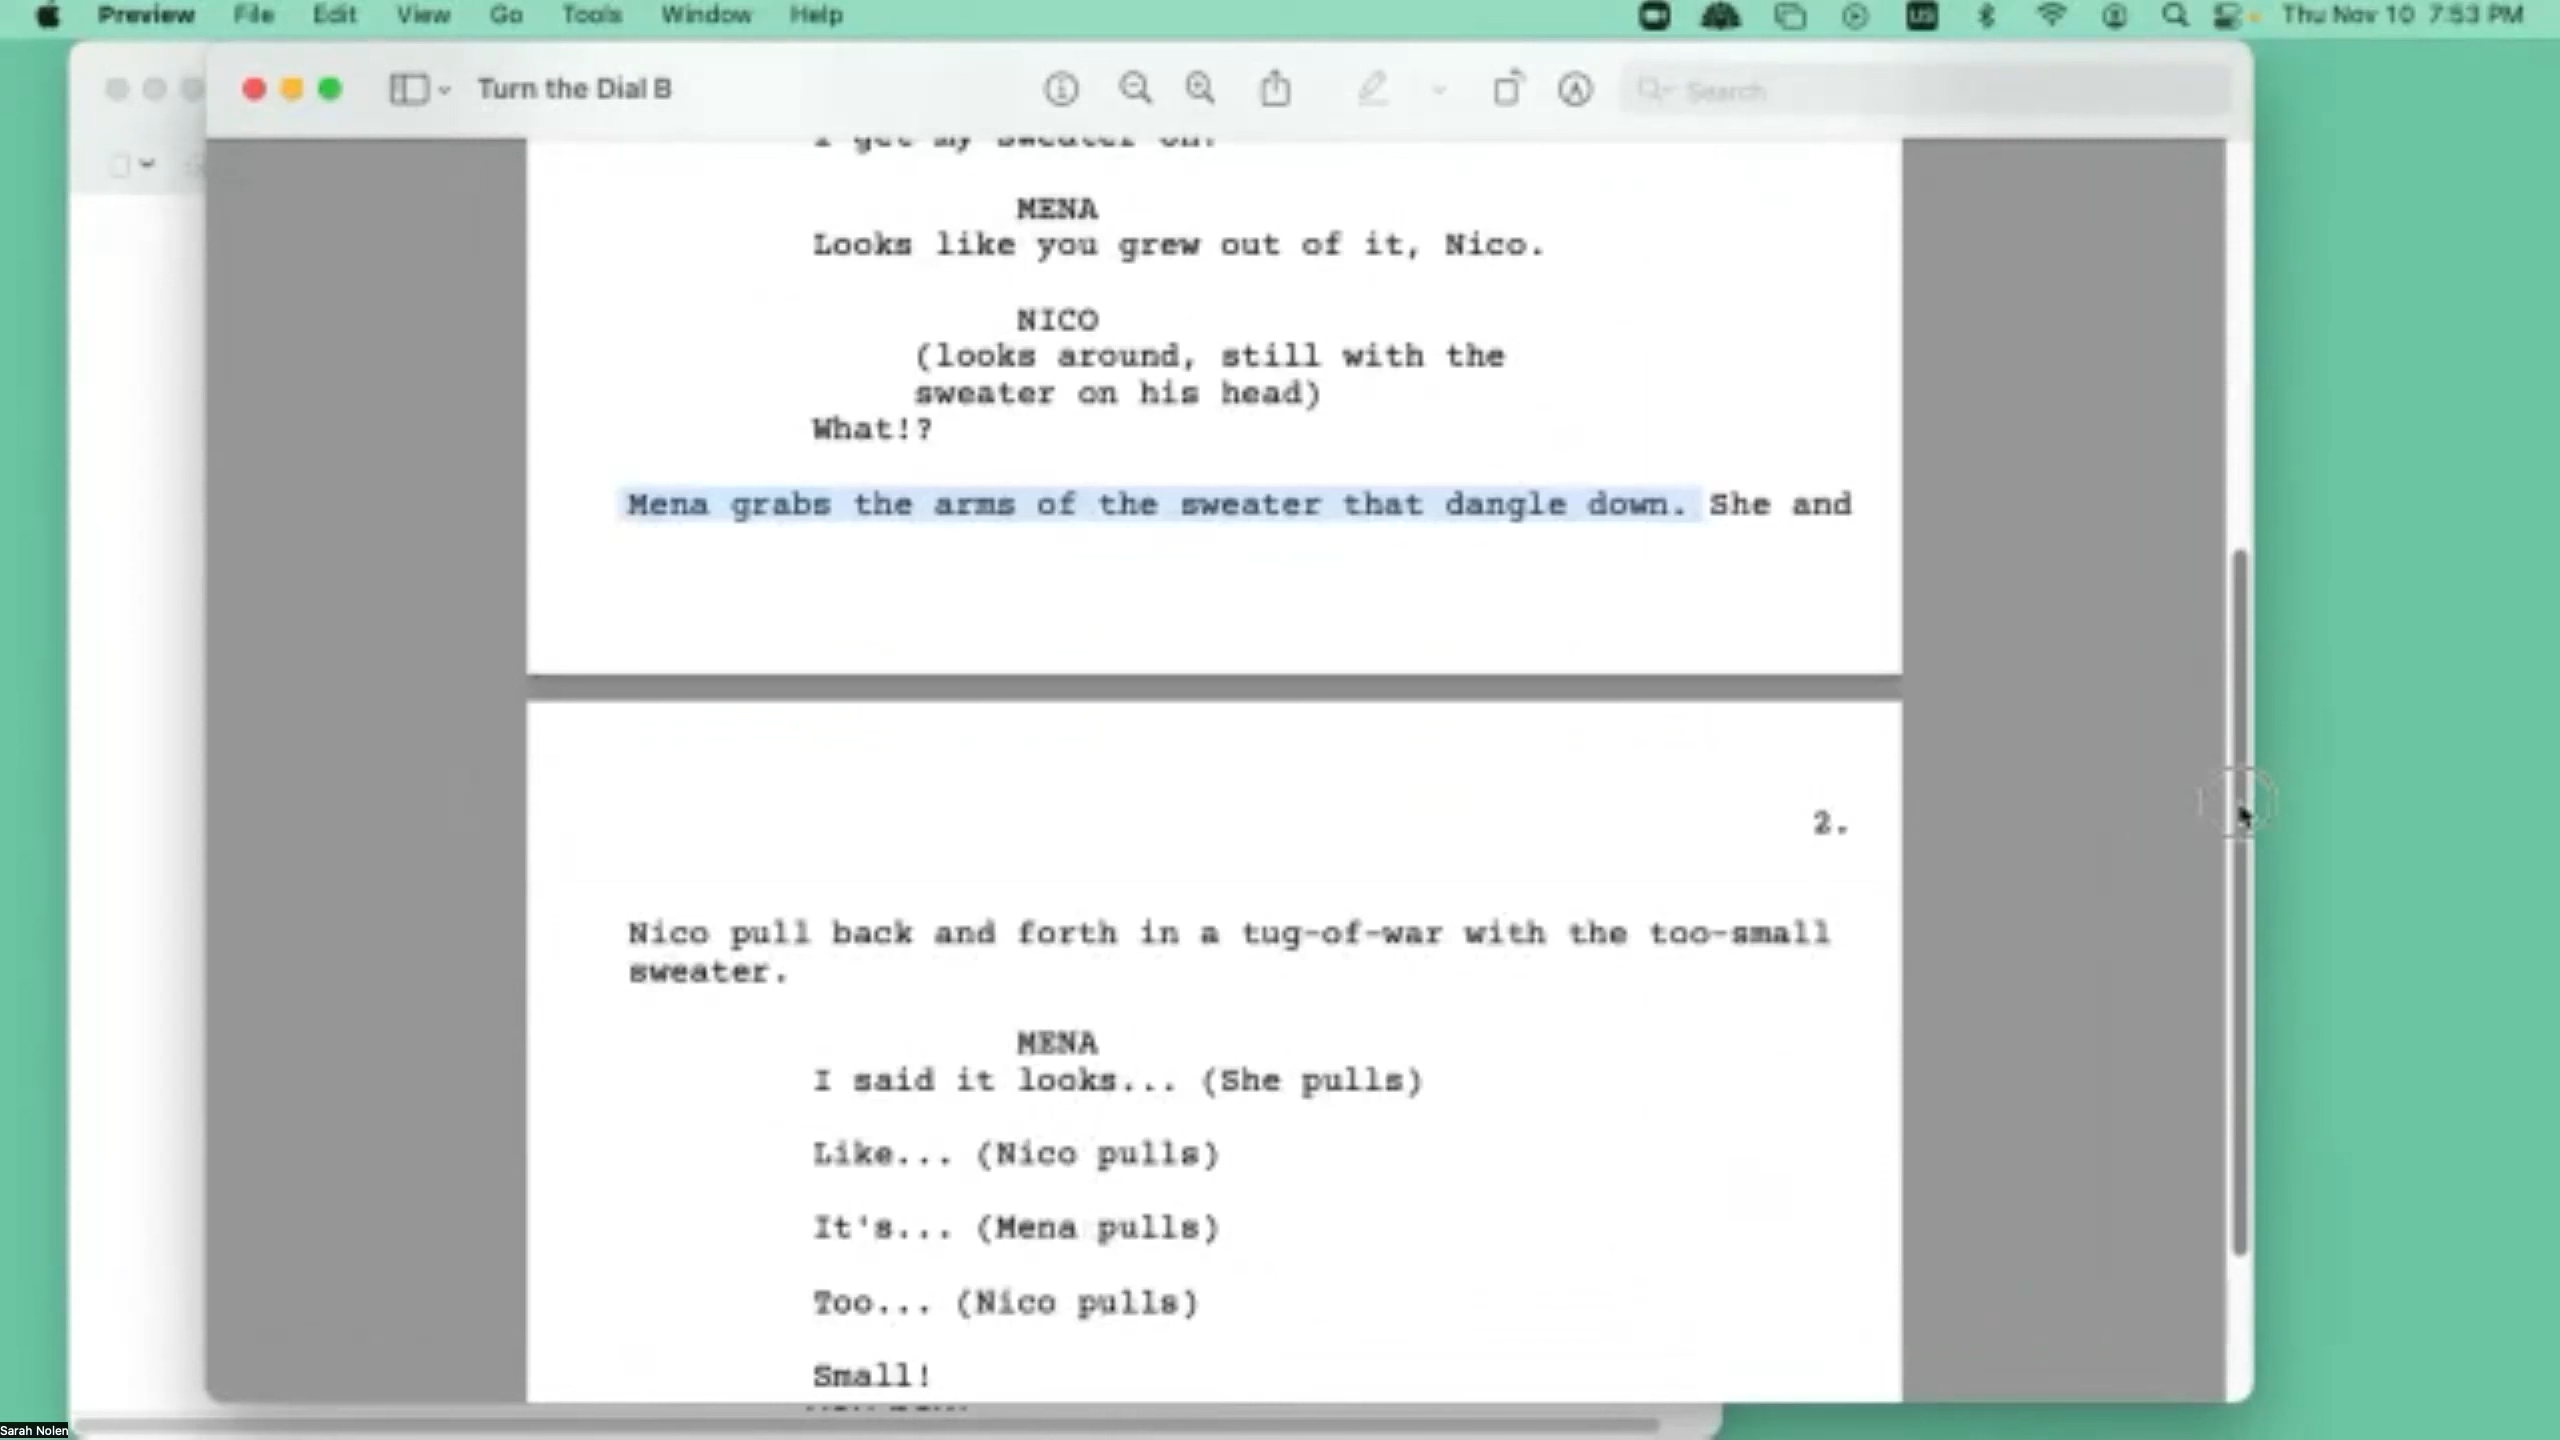 Preview File Edit View Go Tools Window Help
Thu Nov 10 7:53 PM
Turn the Dial B
Search
I get my sweater on?
MENA
Looks like you grew out of it, Nico.
NICO
(looks around, still with the
sweater on his head)
What!?
Mena grabs the arms of the sweater that dangle down. She and
2.
Nico pull back and forth in a tug-of-war with the too-small
sweater.
MENA
I said it looks... (She pulls)
Like... (Nico pulls)
It's... (Mena pulls)
Too... (Nico pulls)
Small!
Sarah Nolen